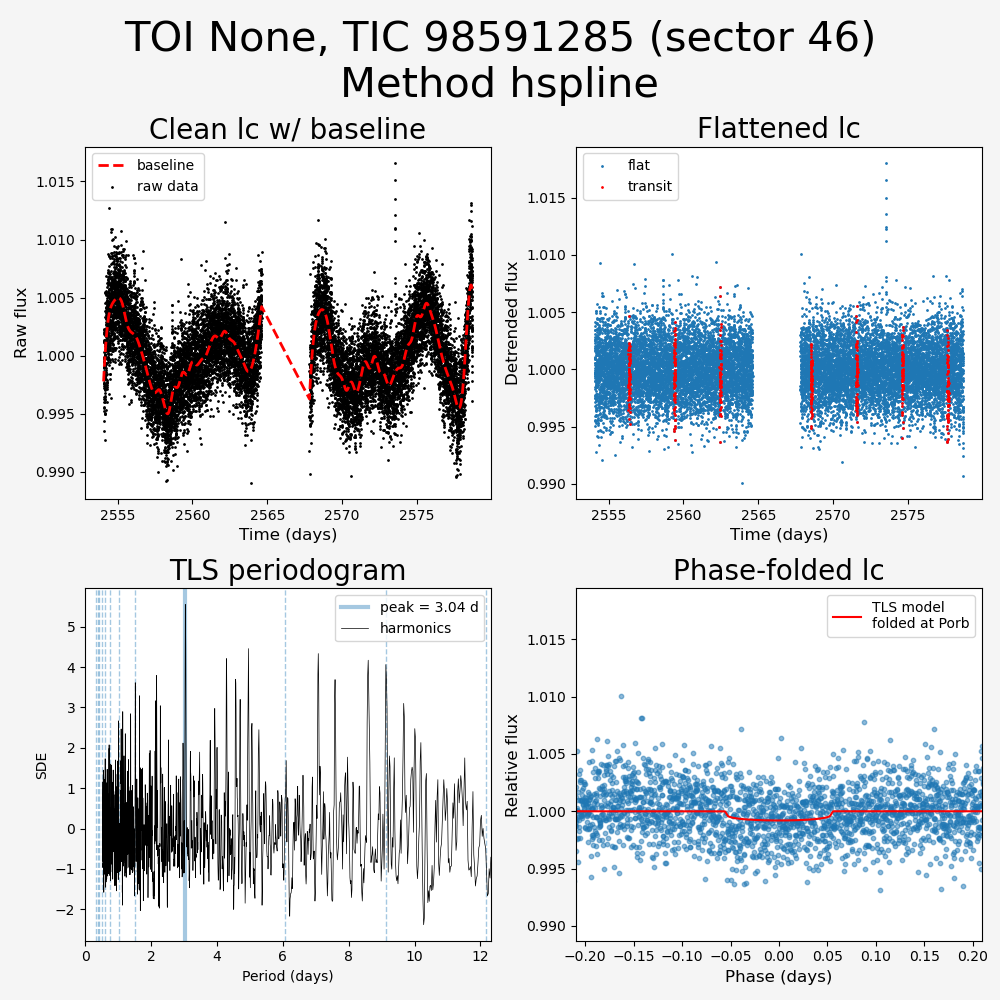 TOI None, TIC 98591285 (sector 46)
Method hspline
Clean lc w/ baseline
Flattened lc
baseline
raw data
flat
transit
Raw flux
1.015
1.010
1.005
1.000
0.995
0.990
2555 2560 2565 2570 2575
Time (days)
Detrended flux
1.015
1.010
1.005
1.000
0.995
0.990
2555 2560 2565 2570 2575
Time (days)
TLS periodogram
Phase-folded lc
peak = 3.04 d
harmonics
TLS model
folded at Porb
SDE
5
4
3
2
1
0
−1
−2
0 2 4 6 8 10 12
Period (days)
Relative flux
1.015
1.010
1.005
1.000
0.995
0.990
−0.20 −0.15 −0.10 −0.05 0.00 0.05 0.10 0.15 0.20
Phase (days)